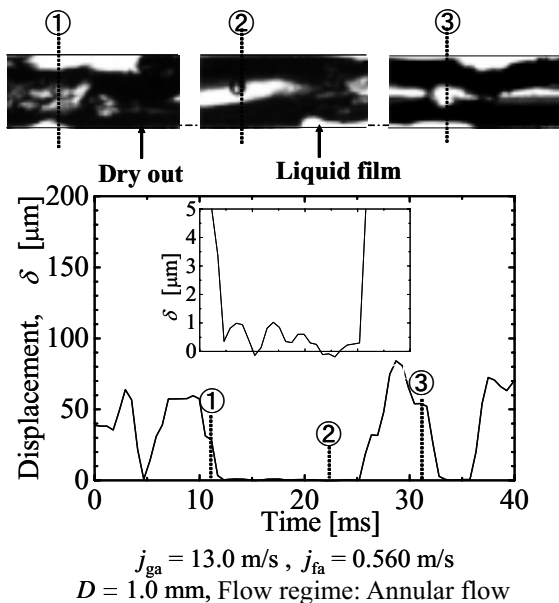 ① ② ③
Dry out Liquid film
200
150
100
50
0
Displacement, δ [μm]
5
4
3
2
1
0
δ [μm]
① ② ③
0 10 20 30 40
Time [ms]
j_ga = 13.0 m/s , j_fa = 0.560 m/s
D = 1.0 mm, Flow regime: Annular flow